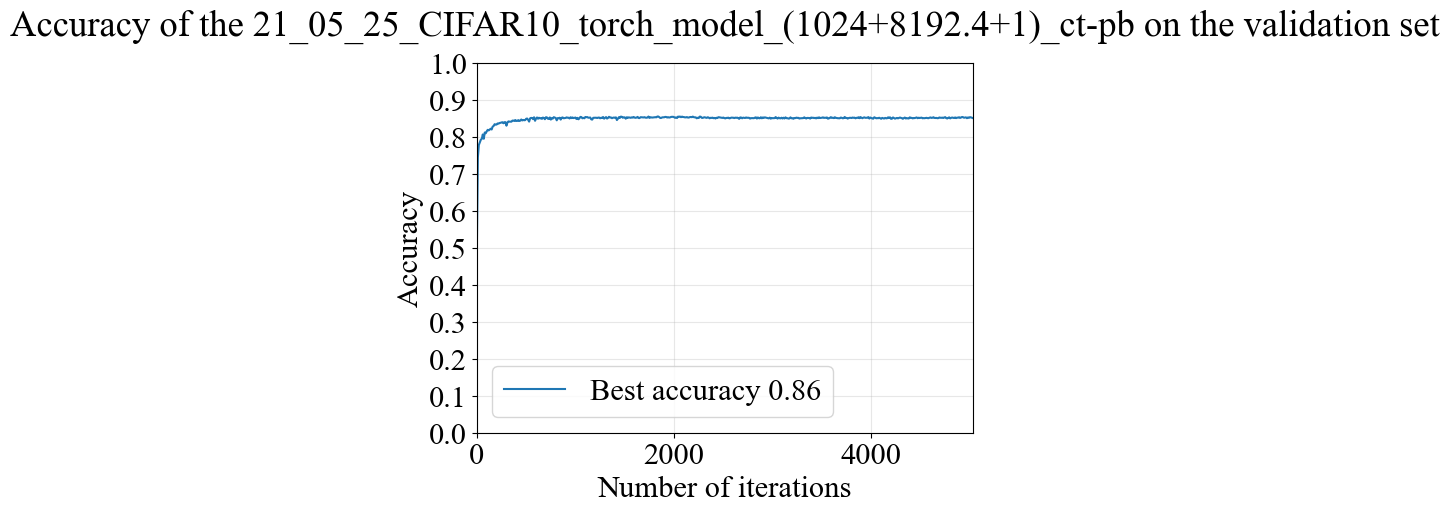 Accuracy of the 21_05_25_CIFAR10_torch_model_(1024+8192.4+1)_ct-pb on the validation set
1.0
0.9
0.8
0.7
0.6
0.5
0.4
0.3
0.2
0.1
0.0
Accuracy
Best accuracy 0.86
0 2000 4000
Number of iterations